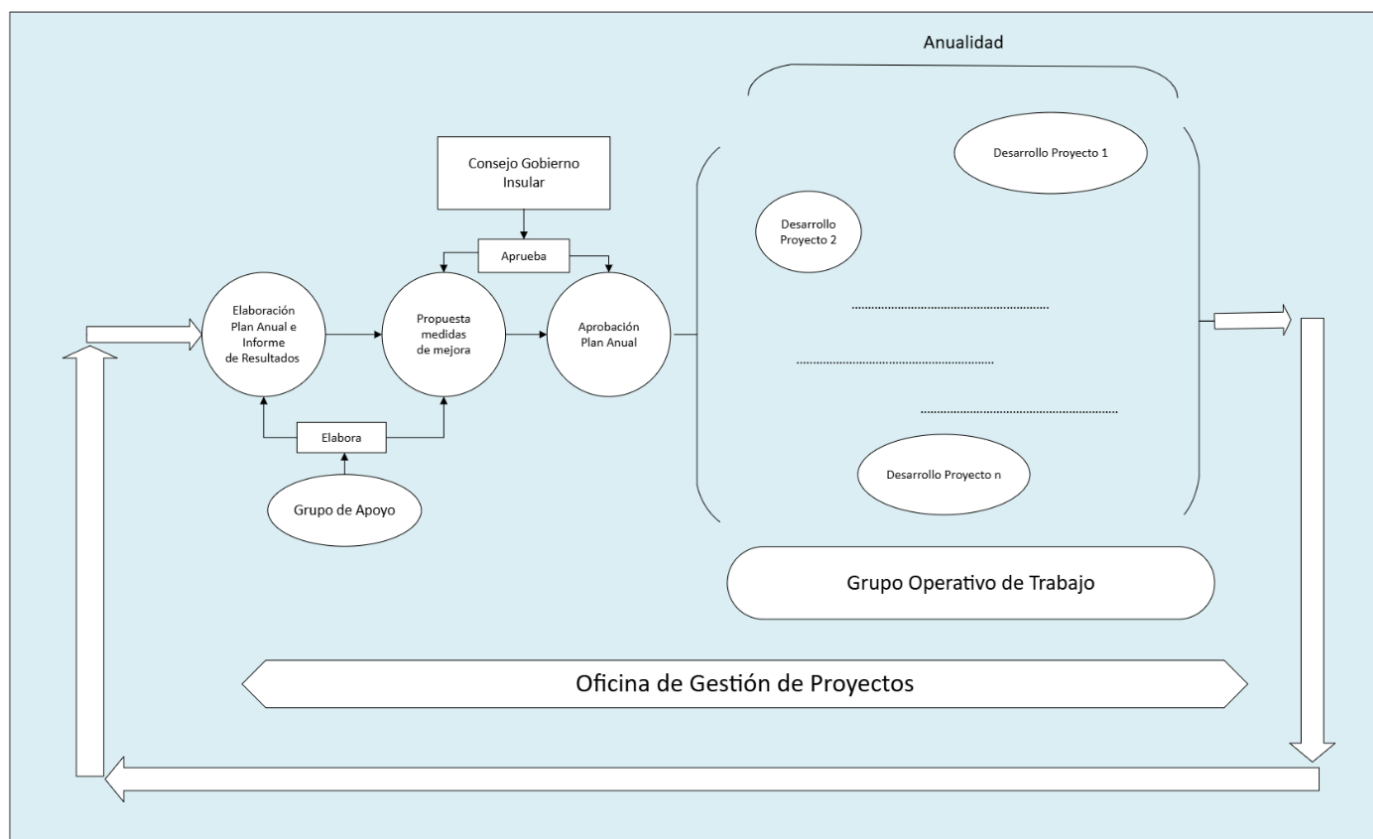 Anualidad
Desarrollo Proyecto 1
Consejo Gobierno
Insular
Desarrollo
Proyecto 2
Aprueba
Elaboración
Plan Anual e
Informe
de Resultados
Propuesta
medidas
de mejora
Aprobación
Plan Anual
Elabora
Desarrollo Proyecto n
Grupo de Apoyo
Grupo Operativo de Trabajo
Oficina de Gestión de Proyectos